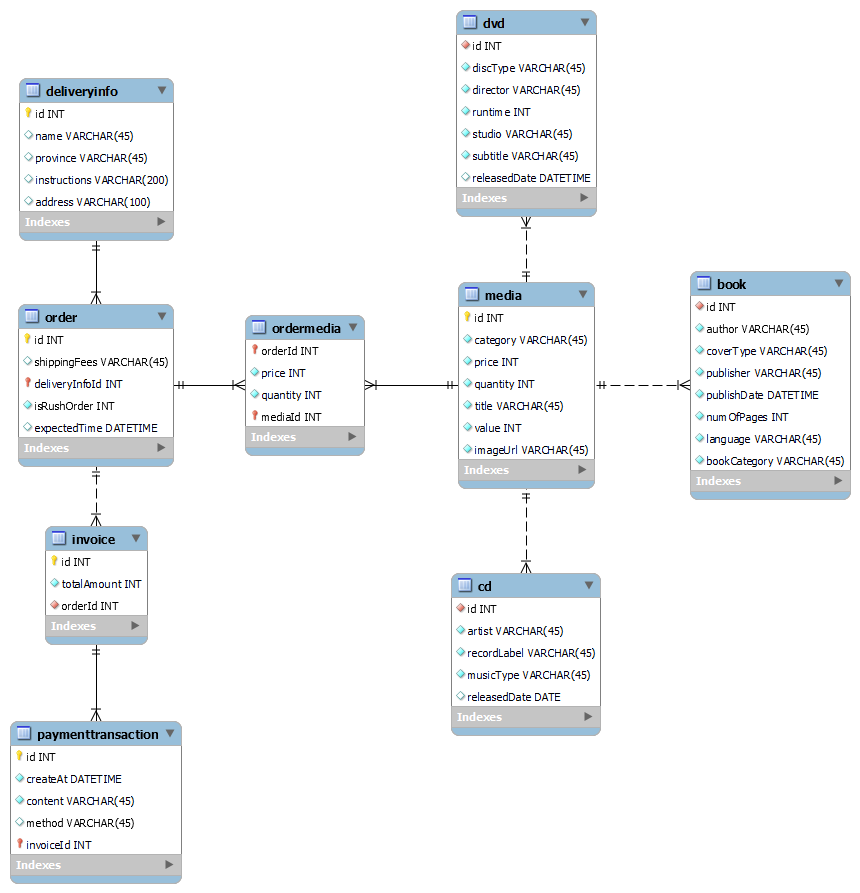 dvd
id INT
discType VARCHAR(45)
director VARCHAR(45)
runtime INT
studio VARCHAR(45)
subtitle VARCHAR(45)
releasedDate DATETIME
Indexes
deliveryinfo
id INT
name VARCHAR(45)
province VARCHAR(45)
instructions VARCHAR(200)
address VARCHAR(100)
Indexes
order
id INT
shippingFees VARCHAR(45)
deliveryInfoId INT
isRushOrder INT
expectedTime DATETIME
Indexes
ordermedia
orderId INT
price INT
quantity INT
mediaId INT
Indexes
media
id INT
category VARCHAR(45)
price INT
quantity INT
title VARCHAR(45)
value INT
imageUrl VARCHAR(45)
Indexes
book
id INT
author VARCHAR(45)
coverType VARCHAR(45)
publisher VARCHAR(45)
publishDate DATETIME
numOfPages INT
language VARCHAR(45)
bookCategory VARCHAR(45)
Indexes
invoice
id INT
totalAmount INT
orderId INT
Indexes
cd
id INT
artist VARCHAR(45)
recordLabel VARCHAR(45)
musicType VARCHAR(45)
releasedDate DATE
Indexes
paymenttransaction
id INT
createAt DATETIME
content VARCHAR(45)
method VARCHAR(45)
invoiceId INT
Indexes